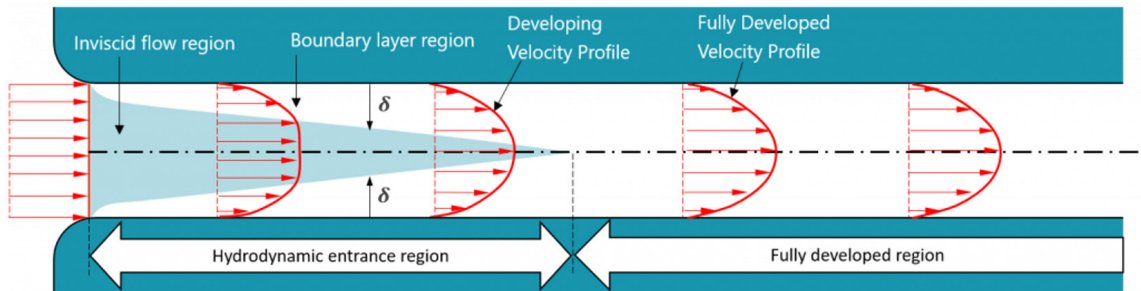 Inviscid flow region
Boundary layer region
Developing
Velocity Profile
Fully Developed
Velocity Profile
δ
δ
Hydrodynamic entrance region
Fully developed region